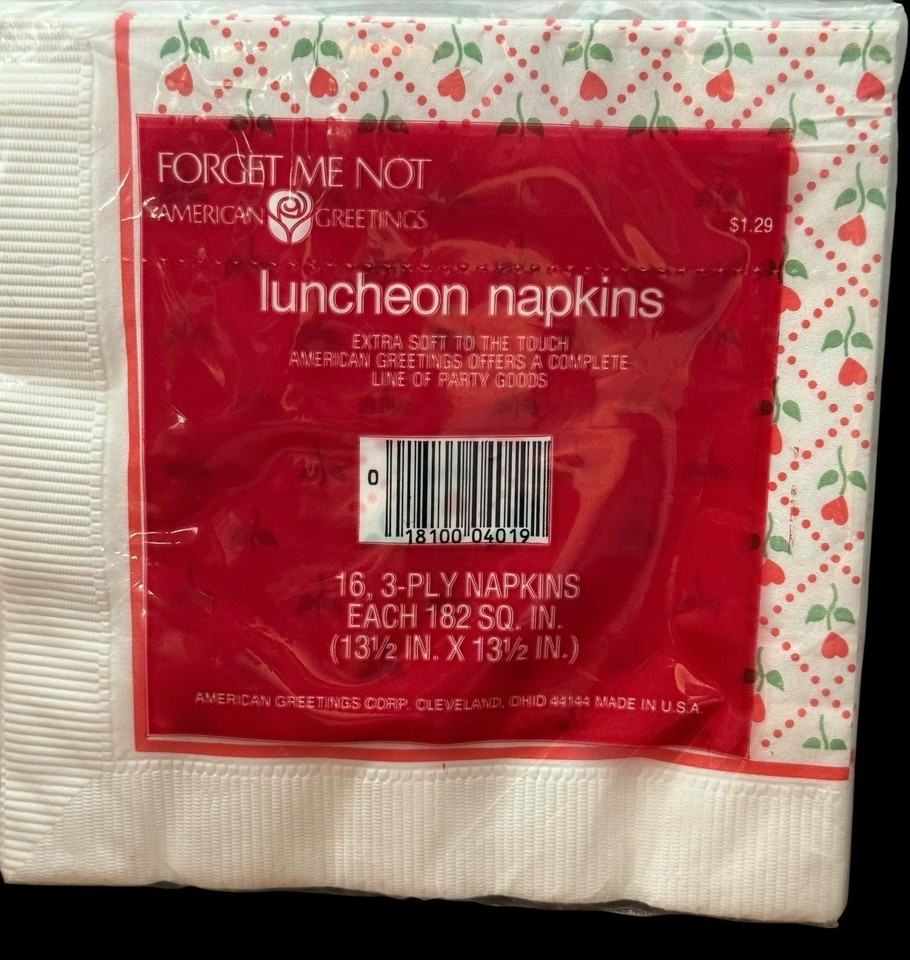 FORGET ME NOT
AMERICAN GREETINGS
$1.29
luncheon napkins
EXTRA SOFT TO THE TOUCH
AMERICAN GREETINGS OFFERS A COMPLETE
LINE OF PARTY GOODS
0
18100 04019
16, 3-PLY NAPKINS
EACH 182 SQ. IN.
(13½ IN. X 13½ IN.)
AMERICAN GREETINGS CORP. CLEVELAND, OHIO 44144 MADE IN U.S.A.